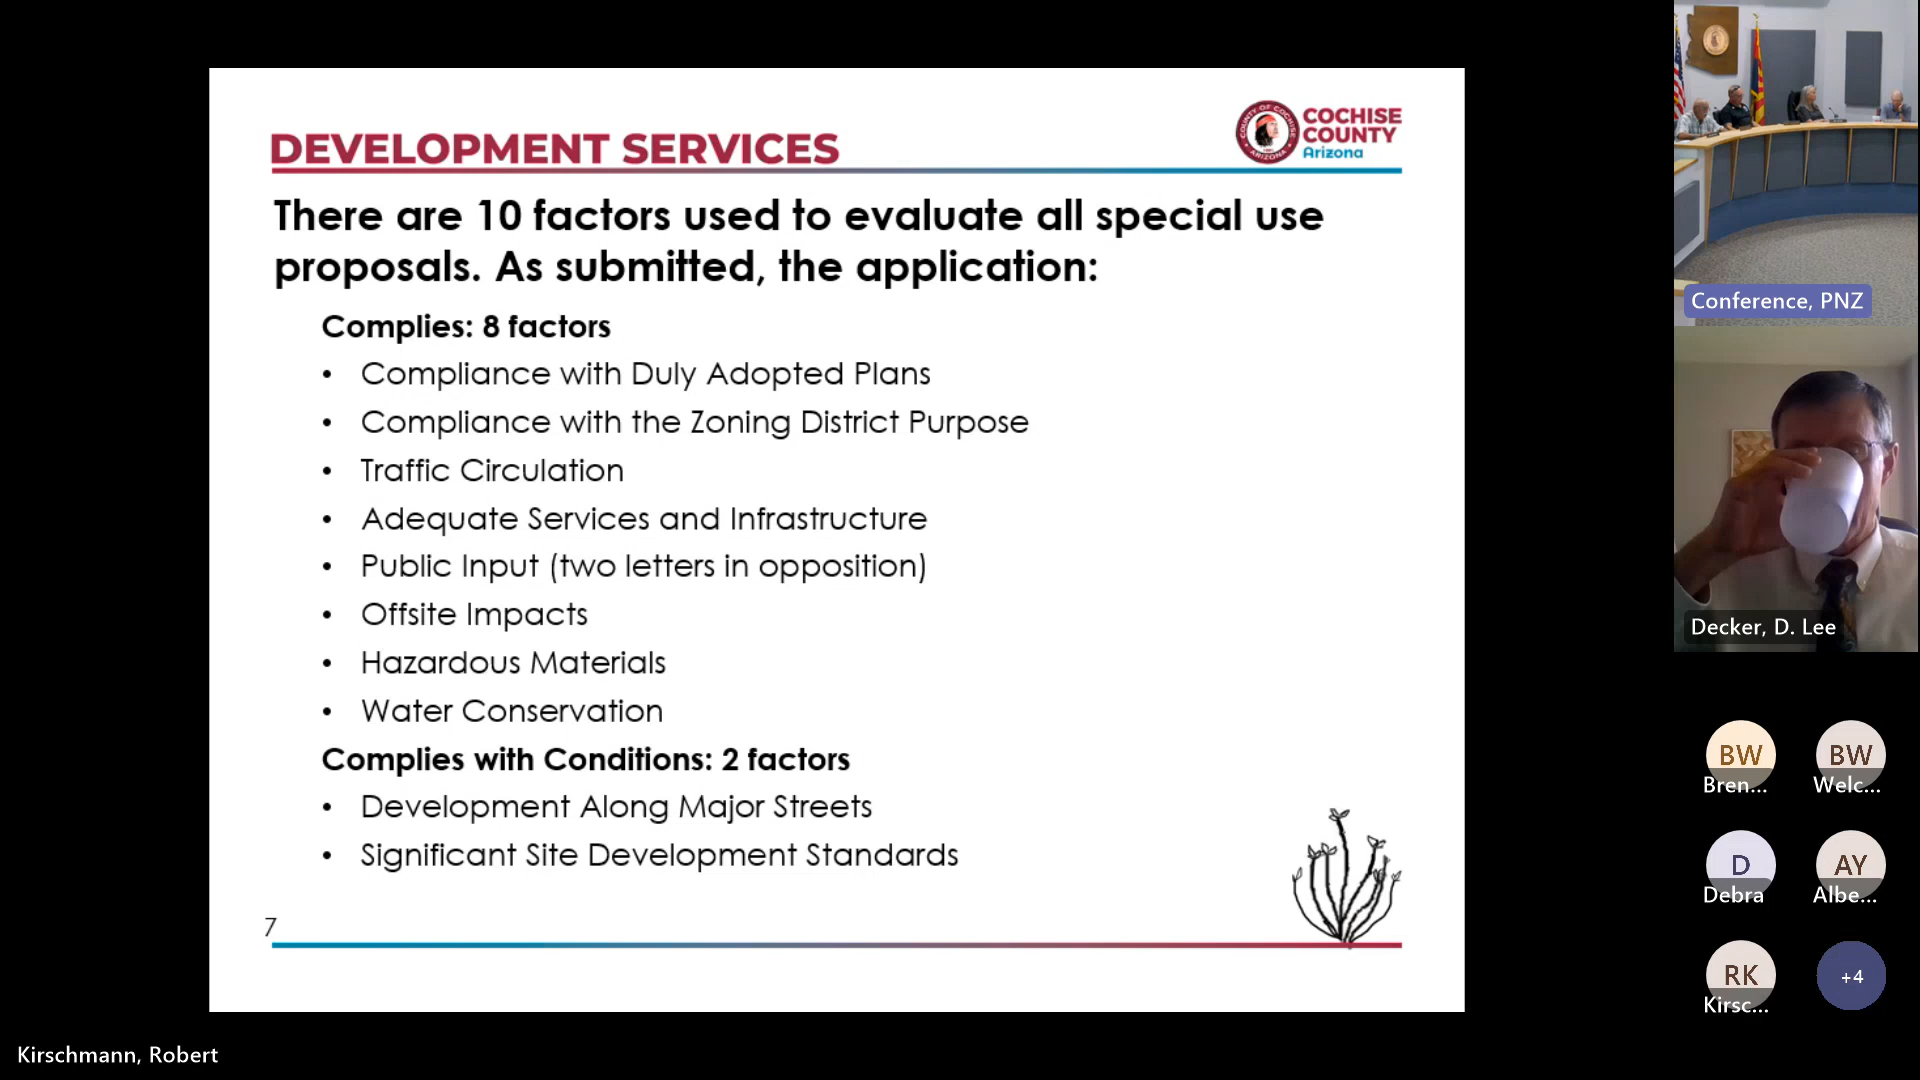 DEVELOPMENT SERVICES
COUNTY OF COCHISE
ARIZONA
COCHISE
COUNTY
Arizona
There are 10 factors used to evaluate all special use
proposals. As submitted, the application:
Complies: 8 factors
• Compliance with Duly Adopted Plans
• Compliance with the Zoning District Purpose
• Traffic Circulation
• Adequate Services and Infrastructure
• Public Input (two letters in opposition)
• Offsite Impacts
• Hazardous Materials
• Water Conservation
Complies with Conditions: 2 factors
• Development Along Major Streets
• Significant Site Development Standards
7
Kirschmann, Robert
Conference, PNZ
Decker, D. Lee
BW
Bren...
BW
Welc...
D
Debra
AY
Albe...
RK
Kirsc...
+4